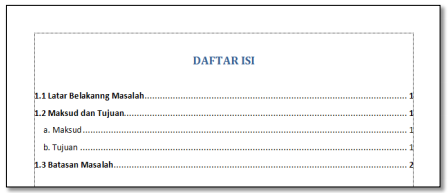 DAFTAR ISI
1.1 Latar Belakanng Masalah.......................................................................................... 1
1.2 Maksud dan Tujuan................................................................................................. 1
a. Maksud................................................................................................................ 1
b. Tujuan................................................................................................................. 1
1.3 Batasan Masalah..................................................................................................... 2